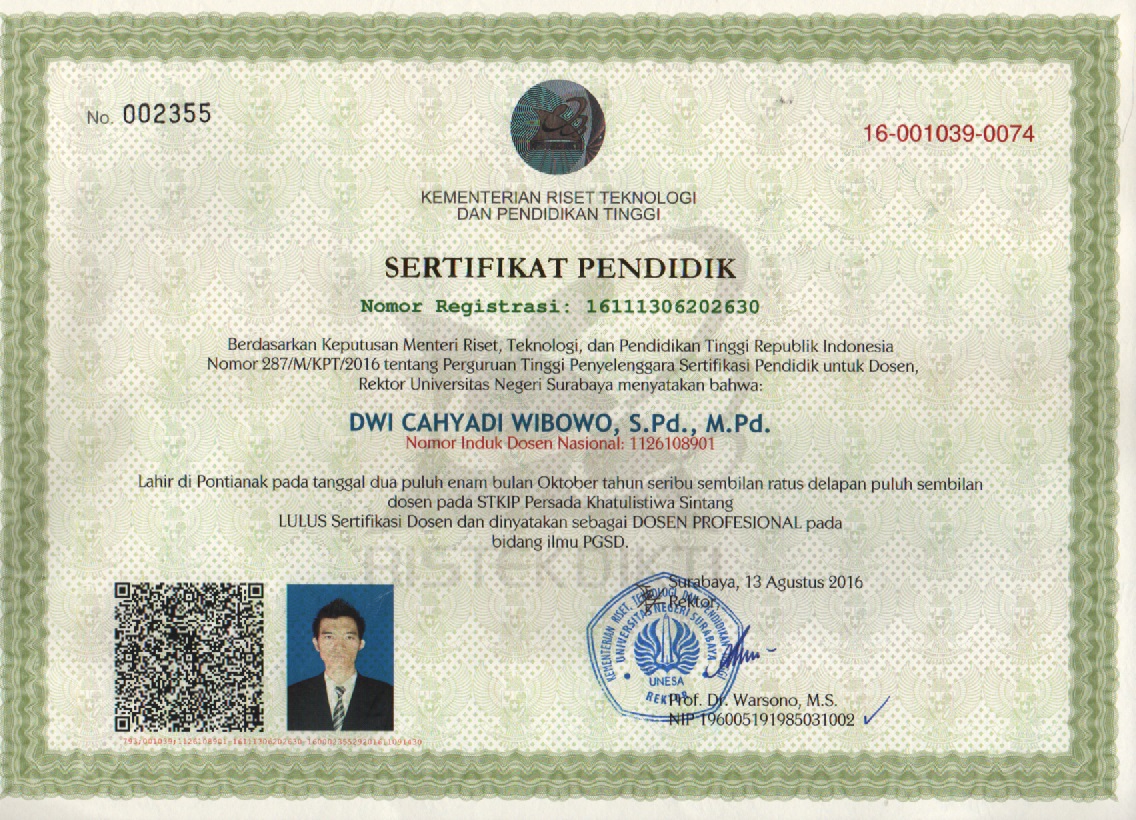 No. 002355
16-001039-0074
KEMENTERIAN RISET TEKNOLOGI
DAN PENDIDIKAN TINGGI
SERTIFIKAT PENDIDIK
Nomor Registrasi: 16111306202630
Berdasarkan Keputusan Menteri Riset, Teknologi, dan Pendidikan Tinggi Republik Indonesia
Nomor 287/M/KPT/2016 tentang Perguruan Tinggi Penyelenggara Sertifikasi Pendidik untuk Dosen,
Rektor Universitas Negeri Surabaya menyatakan bahwa:
DWI CAHYADI WIBOWO, S.Pd., M.Pd.
Nomor Induk Dosen Nasional: 1126108901
Lahir di Pontianak pada tanggal dua puluh enam bulan Oktober tahun seribu sembilan ratus delapan puluh sembilan
dosen pada STKIP Persada Khatulistiwa Sintang
LULUS Sertifikasi Dosen dan dinyatakan sebagai DOSEN PROFESIONAL pada
bidang ilmu PGSD.
RISTEKDIKTI
Surabaya, 13 Agustus 2016
Rektor
KEMENTERIAN RISET, TEKNOLOGI DAN PENDIDIKAN TINGGI
UNIVERSITAS NEGERI SURABAYA
UNESA
REKTOR
Prof. Dr. Warsono, M.S.
NIP 196005191985031002